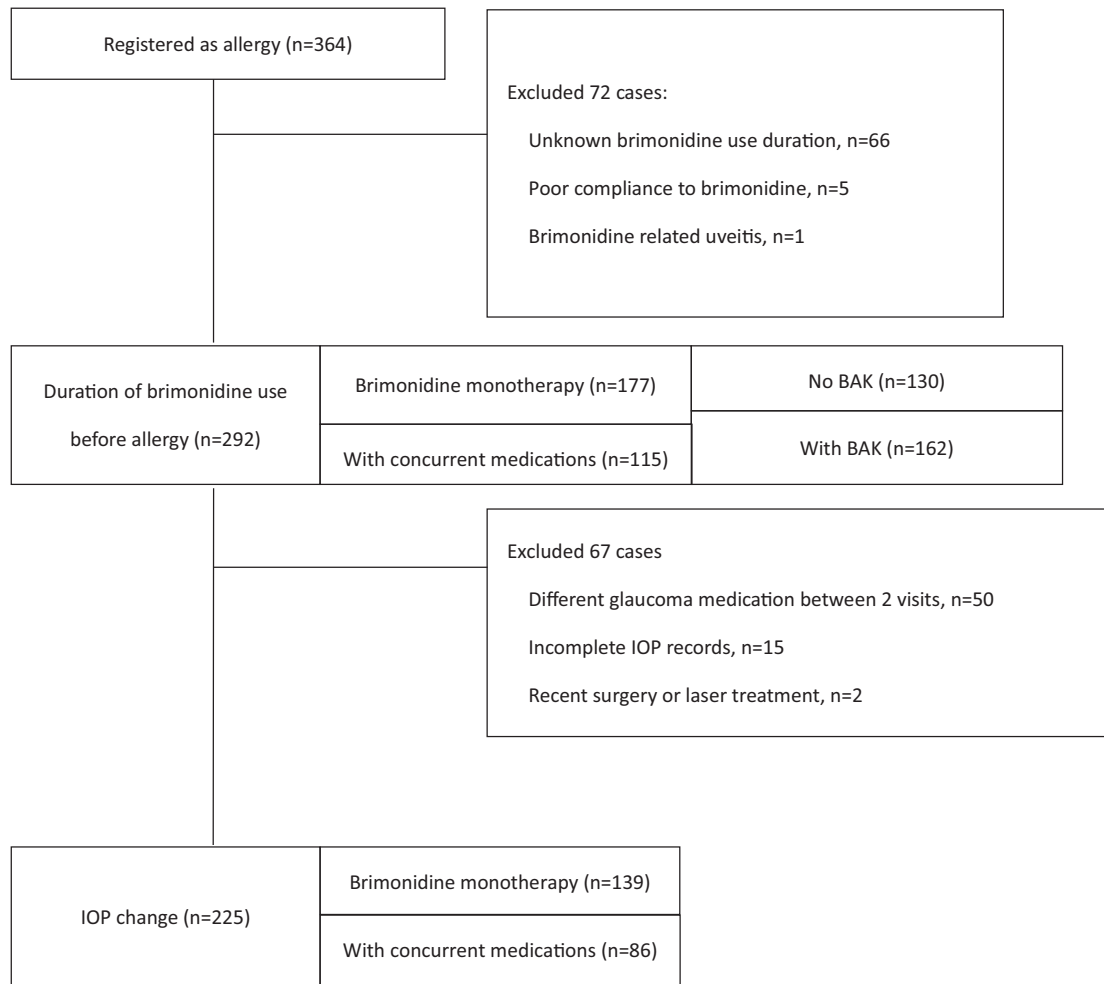 Registered as allergy (n=364)
Excluded 72 cases:
Unknown brimonidine use duration, n=66
Poor compliance to brimonidine, n=5
Brimonidine related uveitis, n=1
Duration of brimonidine use
before allergy (n=292)
Brimonidine monotherapy (n=177)
With concurrent medications (n=115)
No BAK (n=130)
With BAK (n=162)
Excluded 67 cases
Different glaucoma medication between 2 visits, n=50
Incomplete IOP records, n=15
Recent surgery or laser treatment, n=2
IOP change (n=225)
Brimonidine monotherapy (n=139)
With concurrent medications (n=86)